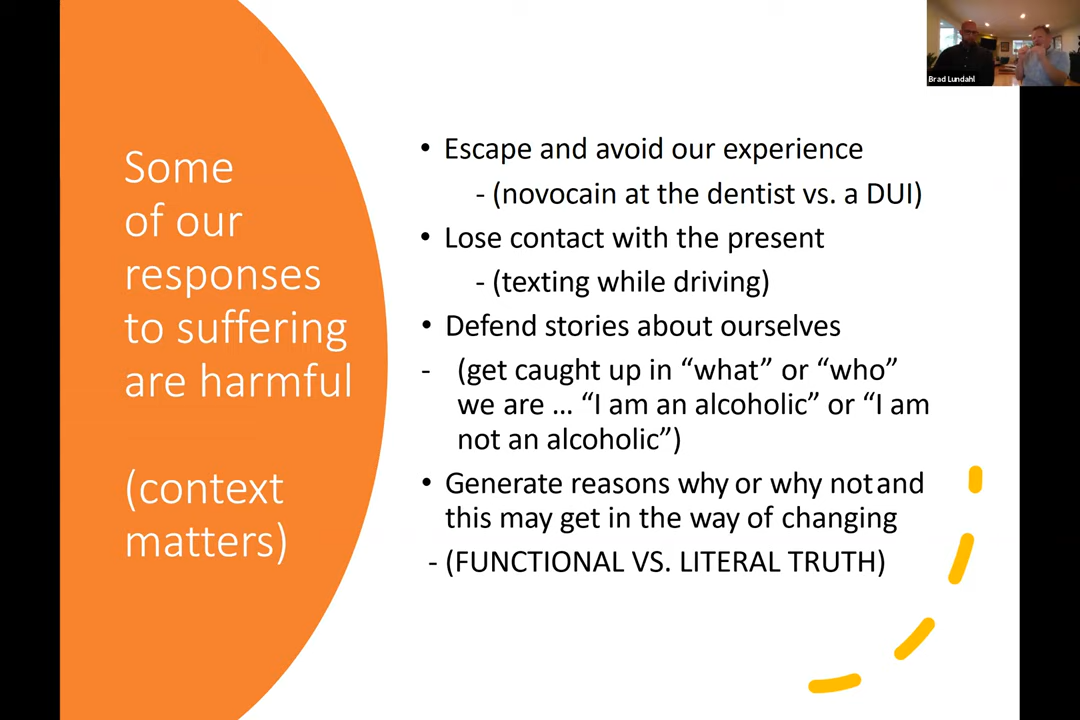 Some
of our
responses
to suffering
are harmful
(context
matters)
• Escape and avoid our experience
- (novocain at the dentist vs. a DUI)
• Lose contact with the present
- (texting while driving)
• Defend stories about ourselves
- (get caught up in “what” or “who”
we are … “I am an alcoholic” or “I am
not an alcoholic”)
• Generate reasons why or why not and
this may get in the way of changing
- (FUNCTIONAL VS. LITERAL TRUTH)
Brad Lundahl